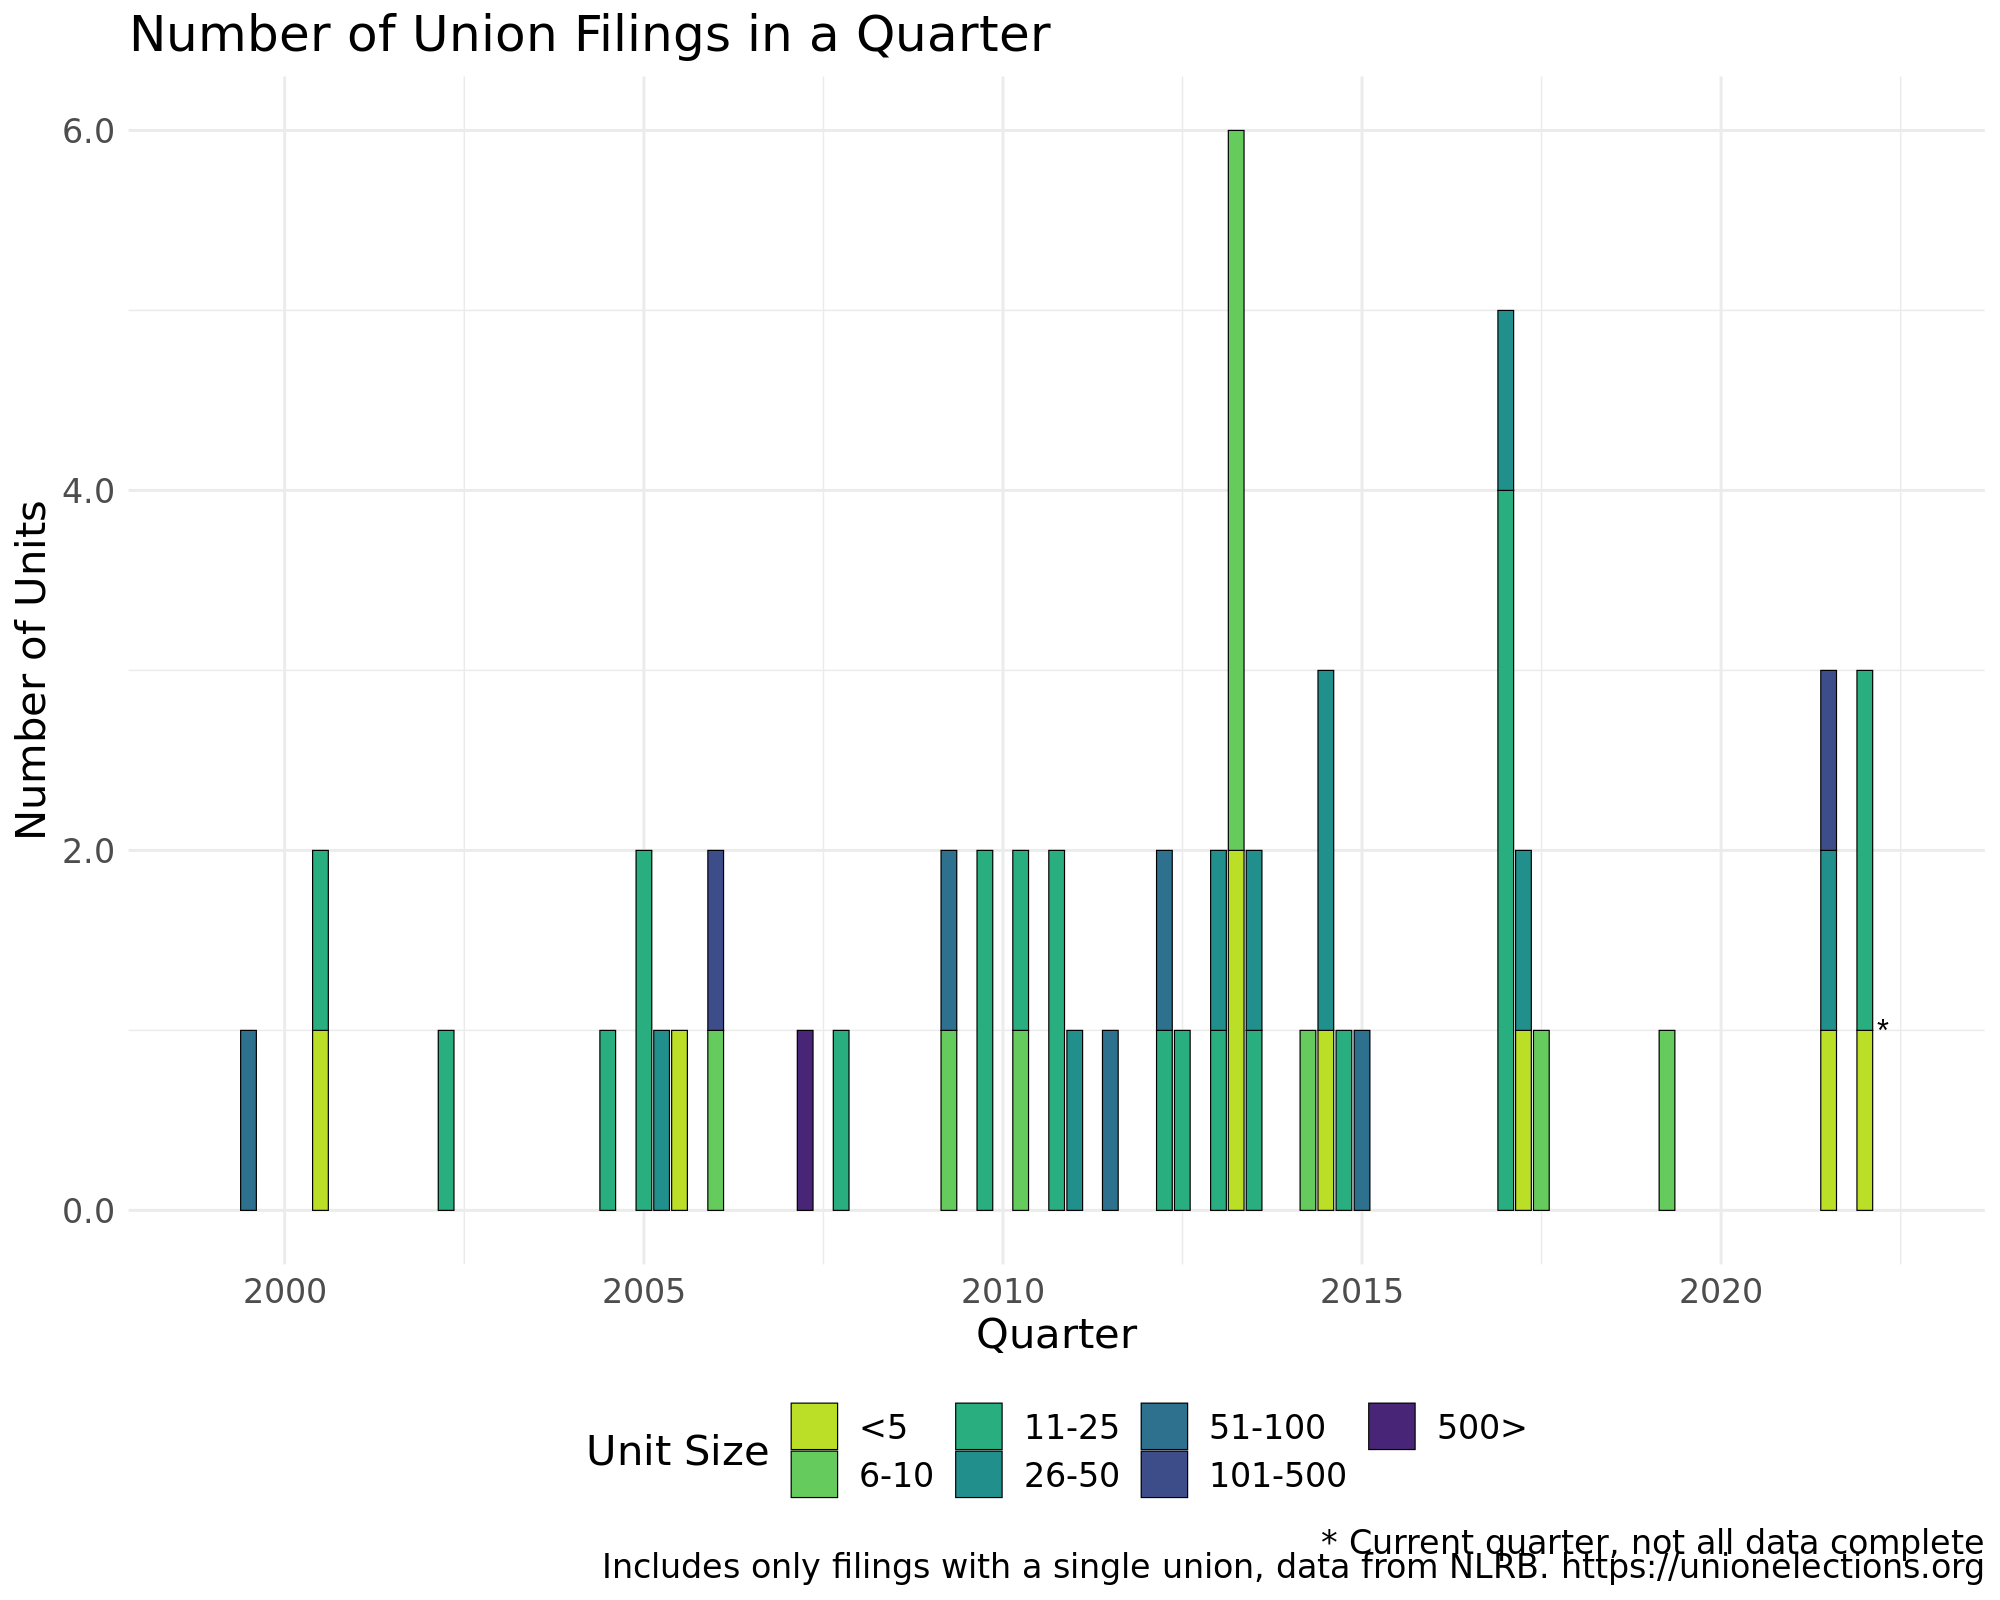 Number of Union Filings in a Quarter
6.0
4.0
2.0
0.0
Number of Units
*
2000 2005 2010 2015 2020
Quarter
Unit Size
<5 11-25 51-100 500>
6-10 26-50 101-500
* Current quarter, not all data complete
Includes only filings with a single union, data from NLRB. https://unionelections.org